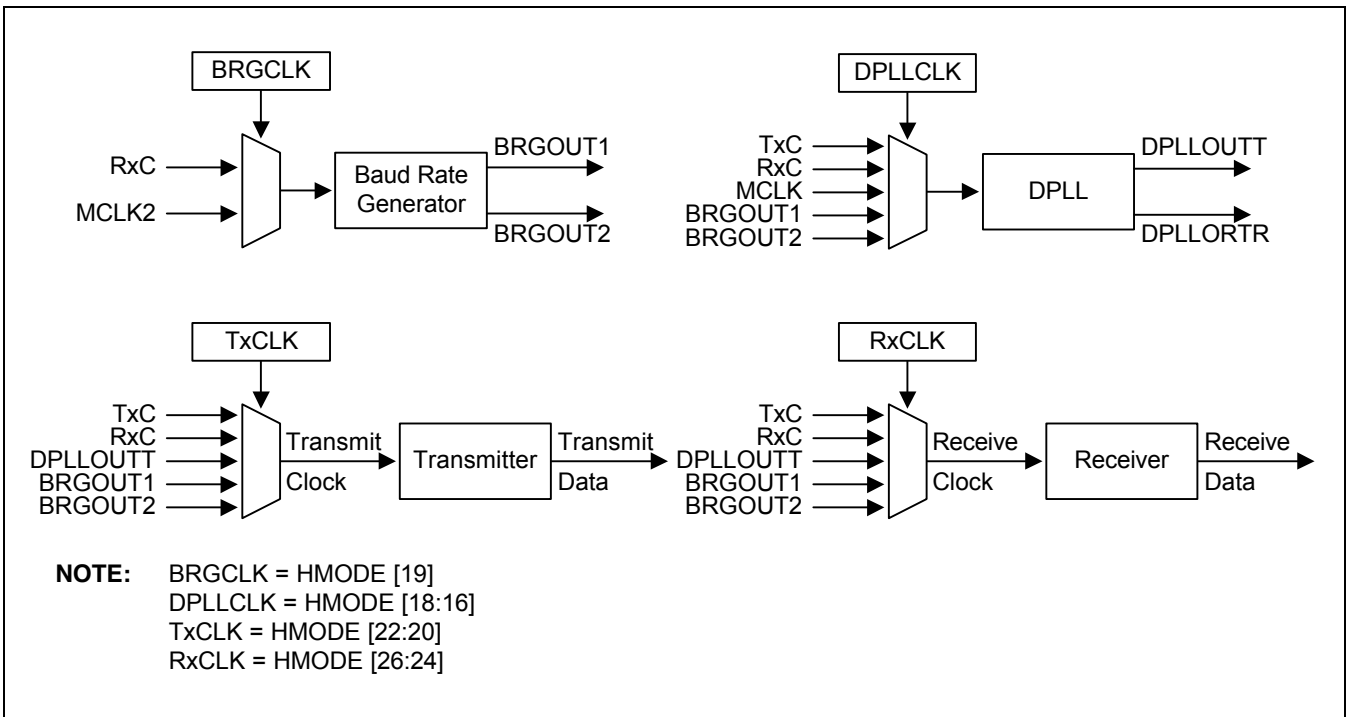 BRGCLK
RxC
MCLK2
Baud Rate
Generator
BRGOUT1
BRGOUT2
DPLLCLK
TxC
RxC
MCLK
BRGOUT1
BRGOUT2
DPLL
DPLLOUTT
DPLLORTR
TxCLK
TxC
RxC
DPLLOUTT
BRGOUT1
BRGOUT2
Transmit
Clock
Transmitter
Transmit
Data
RxCLK
TxC
RxC
DPLLOUTT
BRGOUT1
BRGOUT2
Receive
Clock
Receiver
Receive
Data
NOTE: BRGCLK = HMODE [19]
DPLLCLK = HMODE [18:16]
TxCLK = HMODE [22:20]
RxCLK = HMODE [26:24]